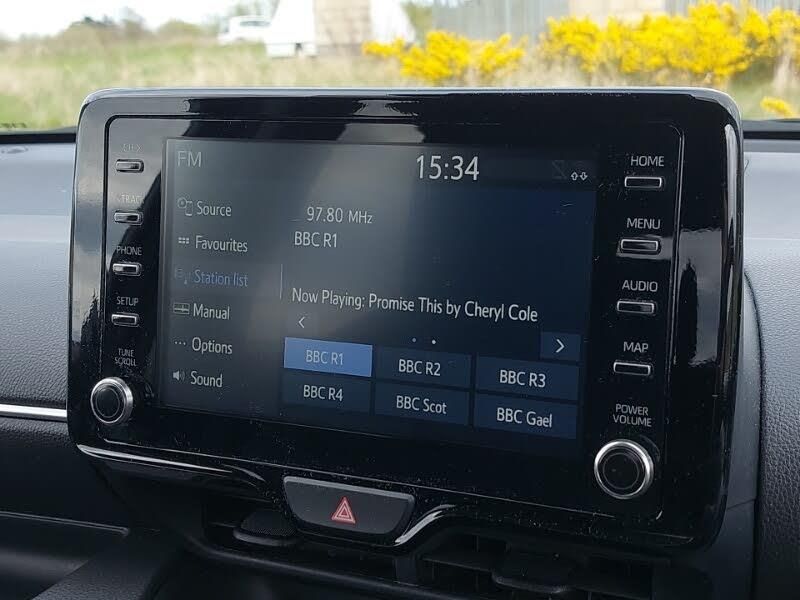 CH >
TRACK
PHONE
SETUP
TUNE
SCROLL
FM
15:34
Source
Favourites
Station list
Manual
Options
Sound
97.80 MHz
BBC R1
Now Playing: Promise This by Cheryl Cole
<
>
BBC R1
BBC R2
BBC R3
BBC R4
BBC Scot
BBC Gael
HOME
MENU
AUDIO
MAP
POWER
VOLUME